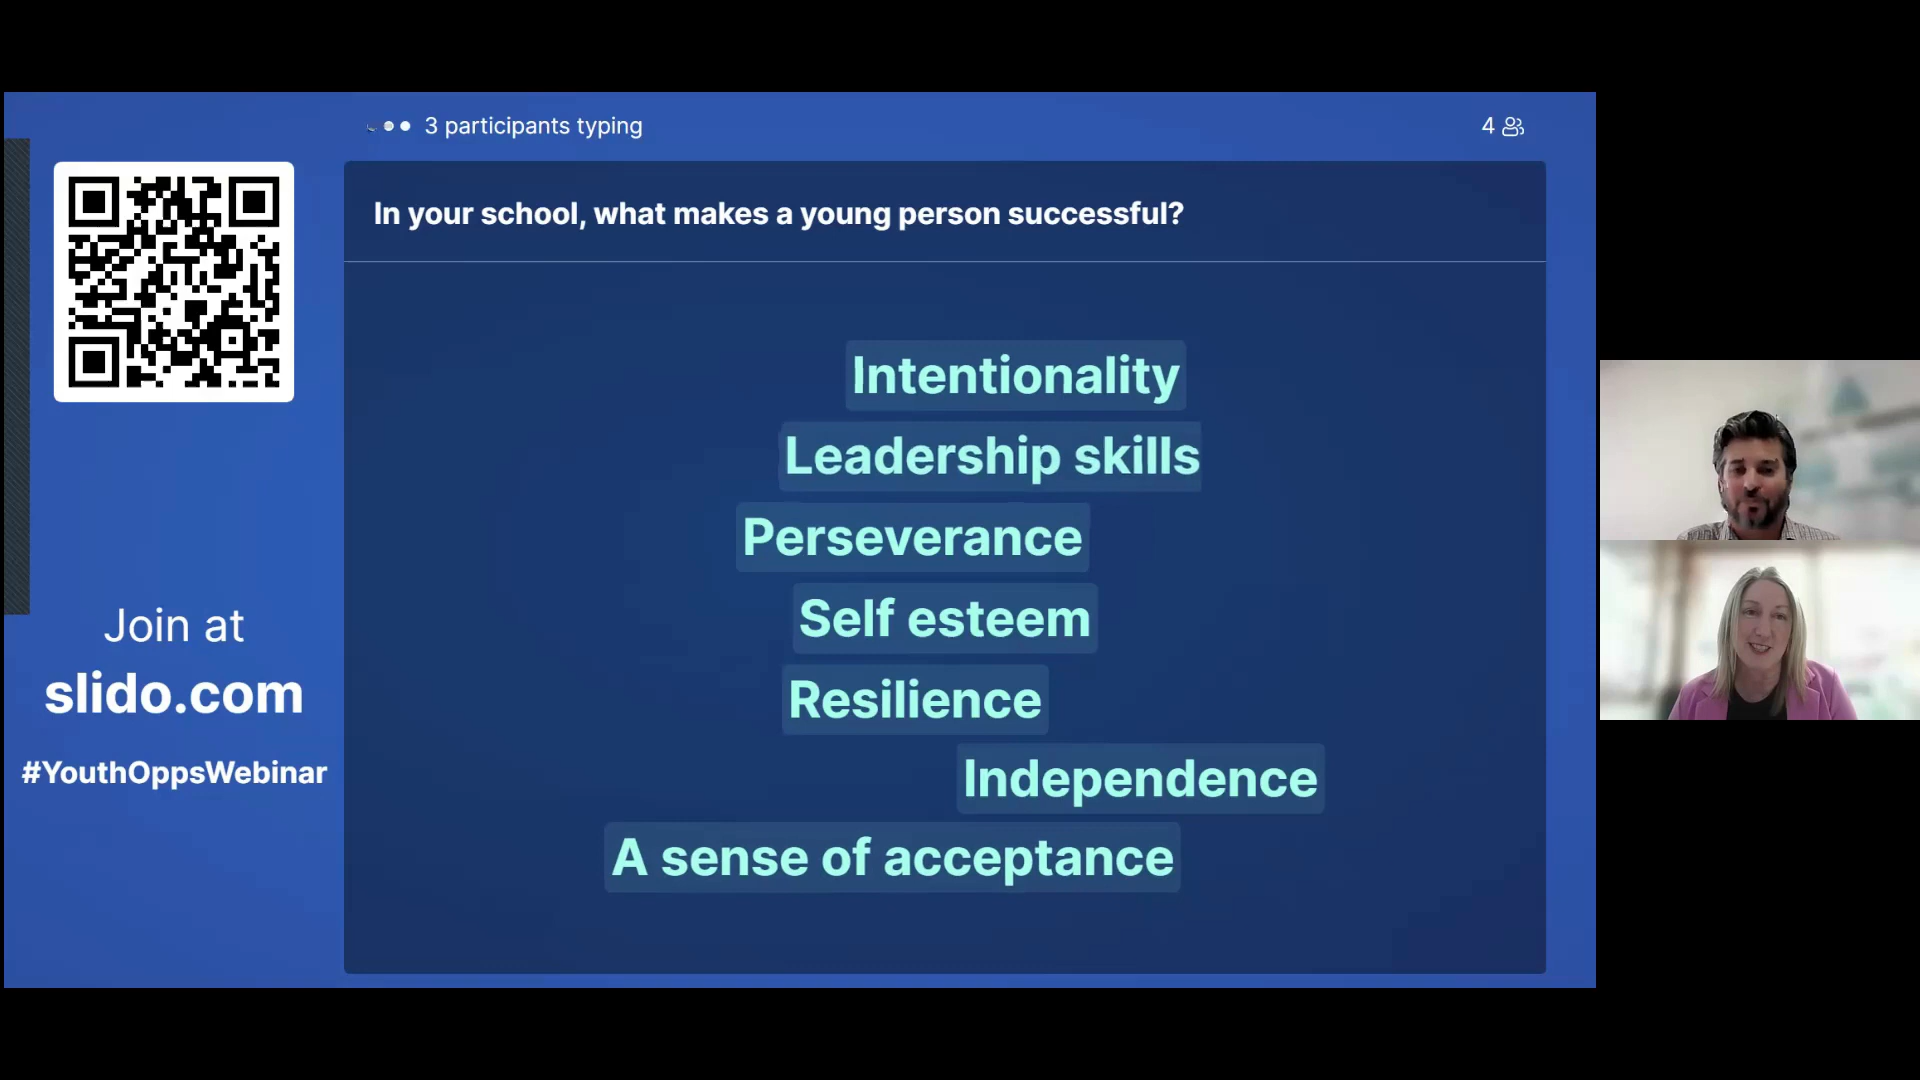 3 participants typing
4
In your school, what makes a young person successful?
Intentionality
Leadership skills
Perseverance
Self esteem
Resilience
Independence
A sense of acceptance
Join at
slido.com
#YouthOppsWebinar